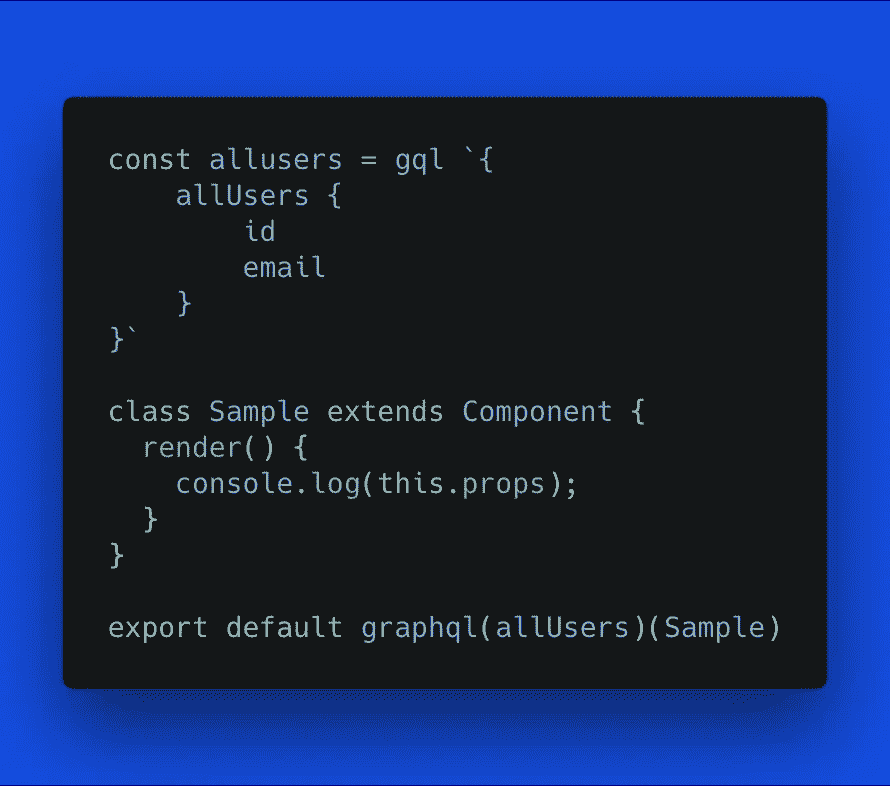 const allusers = gql `{
    allUsers {
        id
        email
    }
}`

class Sample extends Component {
  render() {
    console.log(this.props);
  }
}

export default graphql(allUsers)(Sample)